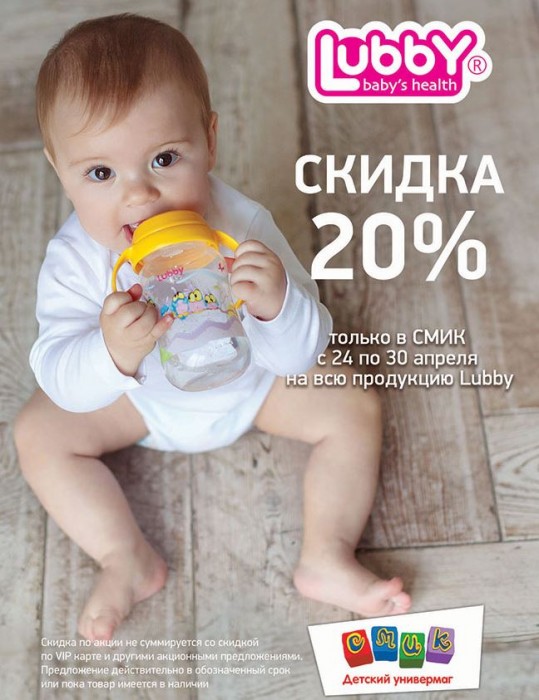 Lubby®
baby's health
СКИДКА
20%
Lubby
только в СМИК
с 24 по 30 апреля
на всю продукцию Lubby
Скидка по акции не суммируется со скидкой
по VIP карте и другими акционными предложениями.
Предложение действительно в обозначенный срок
или пока товар имеется в наличии
СМИК
Детский универмаг